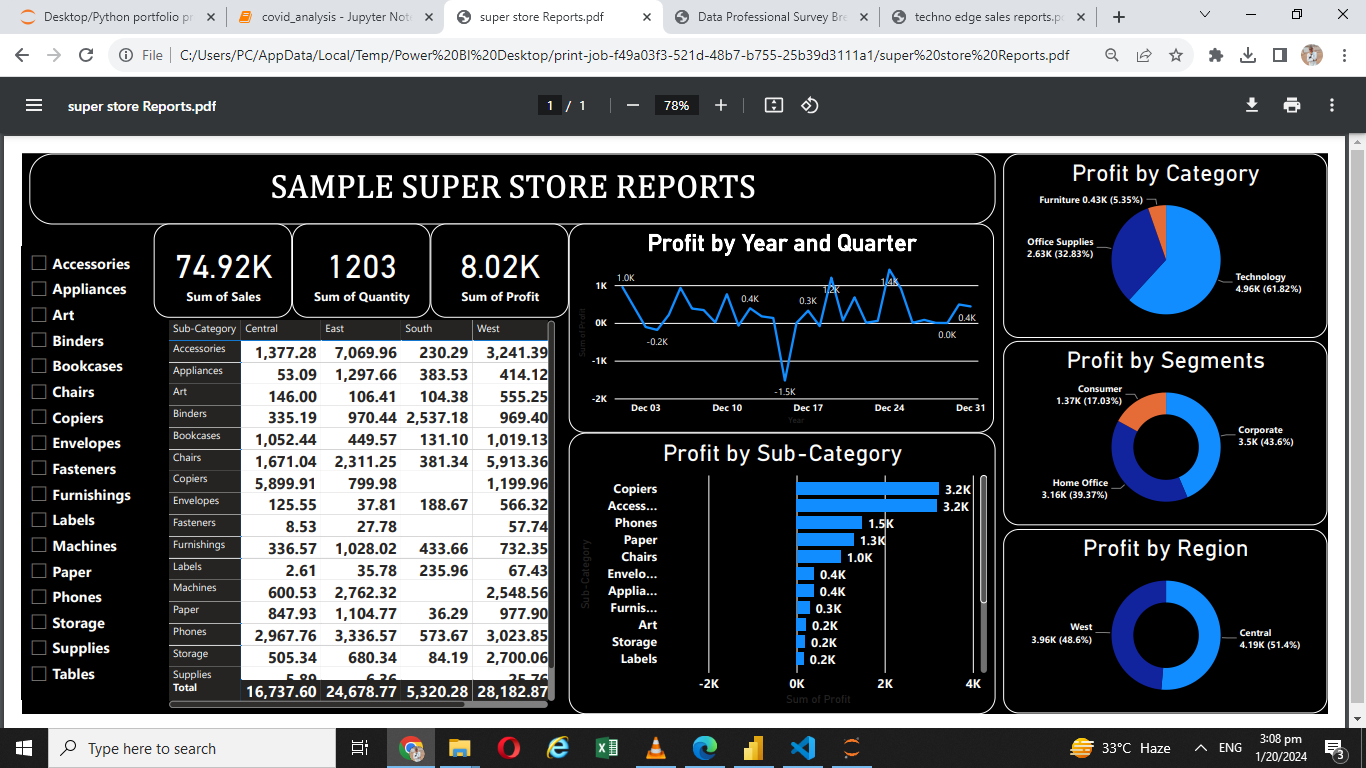 Desktop/Python portfolio pr
covid_analysis - Jupyter Not
super store Reports.pdf
Data Professional Survey Bre
techno edge sales reports.p
File
C:/Users/PC/AppData/Local/Temp/Power%20BI%20Desktop/print-job-f49a03f3-521d-48b7-b755-25b39d3111a1/super%20store%20Reports.pdf
super store Reports.pdf
1 / 1
78%
SAMPLE SUPER STORE REPORTS
Accessories
Appliances
Art
Binders
Bookcases
Chairs
Copiers
Envelopes
Fasteners
Furnishings
Labels
Machines
Paper
Phones
Storage
Supplies
Tables
74.92K
Sum of Sales
1203
Sum of Quantity
8.02K
Sum of Profit
Sub-Category Central East South West
Accessories 1,377.28 7,069.96 230.29 3,241.39
Appliances 53.09 1,297.66 383.53 414.12
Art 146.00 106.41 104.38 555.25
Binders 335.19 970.44 2,537.18 969.40
Bookcases 1,052.44 449.57 131.10 1,019.13
Chairs 1,671.04 2,311.25 381.34 5,913.36
Copiers 5,899.91 799.98 1,199.96
Envelopes 125.55 37.81 188.67 566.32
Fasteners 8.53 27.78 57.74
Furnishings 336.57 1,028.02 433.66 732.35
Labels 2.61 35.78 235.96 67.43
Machines 600.53 2,762.32 2,548.56
Paper 847.93 1,104.77 36.29 977.90
Phones 2,967.76 3,336.57 573.67 3,023.85
Storage 505.34 680.34 84.19 2,700.06
Supplies
Total 16,737.60 24,678.77 5,320.28 28,182.87
Profit by Year and Quarter
Sum of Profit
1K
0K
-1K
-2K
1.0K
-0.2K
0.4K
-1.5K
0.3K
1.2K
1.4K
0.0K
0.4K
Dec 03 Dec 10 Dec 17 Dec 24 Dec 31
Year
Profit by Sub-Category
Sub-Category
Copiers 3.2K
Access... 3.2K
Phones 1.5K
Paper 1.3K
Chairs 1.0K
Envelo... 0.4K
Applia... 0.4K
Furnis... 0.3K
Art 0.2K
Storage 0.2K
Labels 0.2K
-2K 0K 2K 4K
Sum of Profit
Profit by Category
Furniture 0.43K (5.35%)
Office Supplies
2.63K (32.83%)
Technology
4.96K (61.82%)
Profit by Segments
Consumer
1.37K (17.03%)
Corporate
3.5K (43.6%)
Home Office
3.16K (39.37%)
Profit by Region
West
3.96K (48.6%)
Central
4.19K (51.4%)
Type here to search
33°C Haze
ENG
3:08 pm
1/20/2024
3